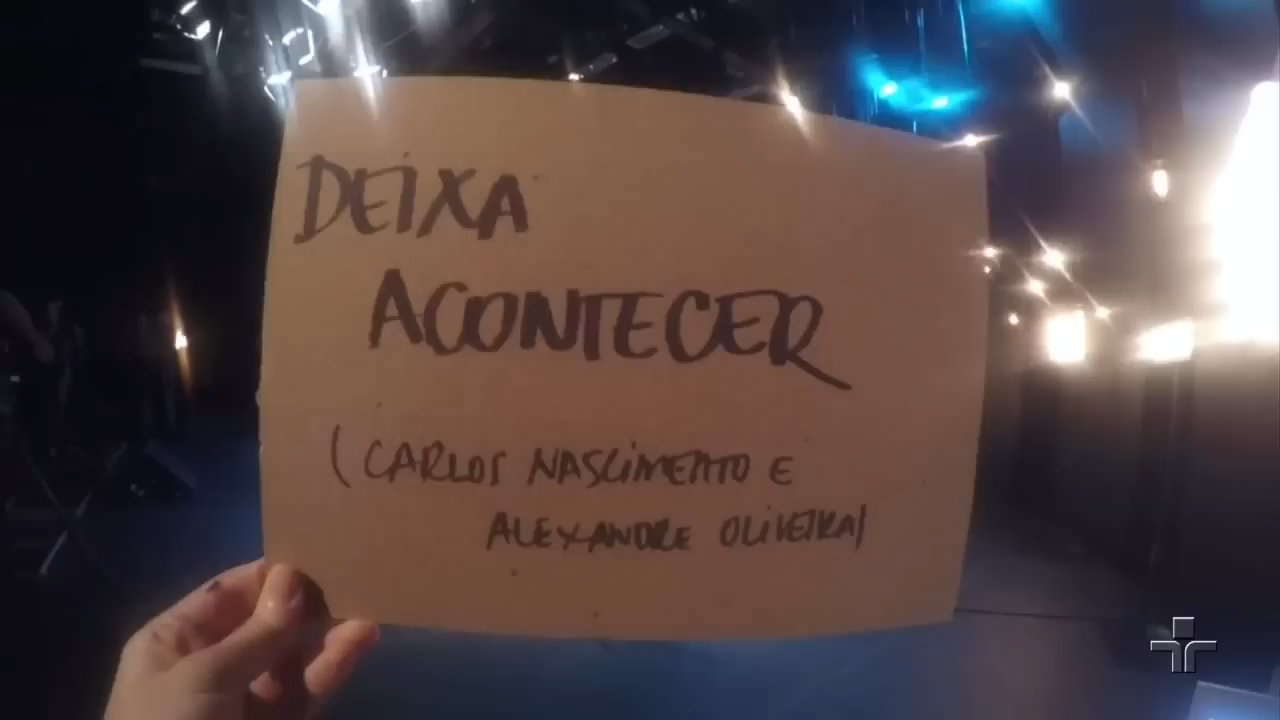 DEIXA
ACONTECER
(CARLOS NASCIMENTO E
ALEXANDRE OLIVEIRA)